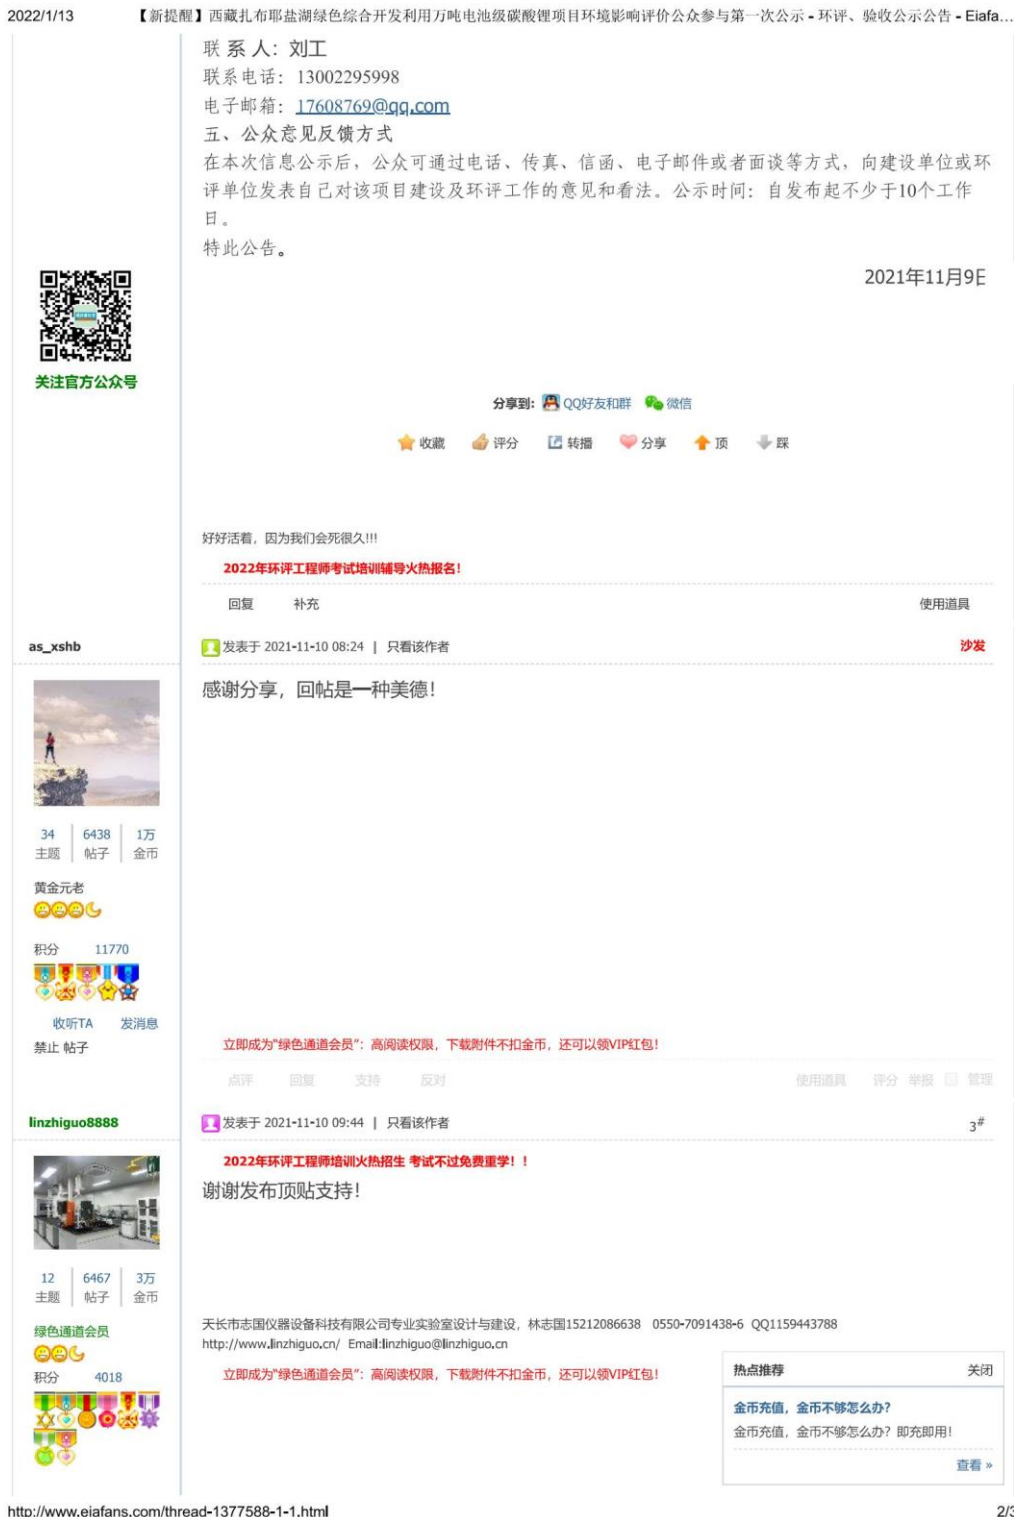 2022/1/13 【新提醒】西藏扎布耶盐湖绿色综合开发利用万吨电池级碳酸锂项目环境影响评价公众参与第一次公示 - 环评、验收公示公告 - Eiafa...
联 系 人：刘工
联系电话：13002295998
电子邮箱：17608769@qq.com
五、公众意见反馈方式
在本次信息公示后，公众可通过电话、传真、信函、电子邮件或者面谈等方式，向建设单位或环
评单位发表自己对该项目建设及环评工作的意见和看法。公示时间：自发布起不少于10个工作
日。
特此公告。
2021年11月9日
关注官方公众号
分享到: QQ好友和群 微信
收藏 评分 转播 分享 顶 踩
好好活着，因为我们会死很久!!!
2022年环评工程师考试培训辅导火热报名！
回复 补充 使用道具
as_xshb 发表于 2021-11-10 08:24 | 只看该作者 沙发
感谢分享，回帖是一种美德！
34 6438 1万
主题 帖子 金币
黄金元老
积分 11770
收听TA 发消息
禁止 帖子
立即成为“绿色通道会员”：高阅读权限，下载附件不扣金币，还可以领VIP红包！
点评 回复 支持 反对 使用道具 评分 举报 管理
linzhiguo8888 发表于 2021-11-10 09:44 | 只看该作者 3#
2022年环评工程师培训火热招生 考试不过免费重学！！
谢谢发布顶贴支持！
12 6467 3万
主题 帖子 金币
绿色通道会员
积分 4018
天长市志国仪器设备科技有限公司专业实验室设计与建设，林志国15212086638 0550-7091438-6 QQ1159443788
http://www.linzhiguo.cn/ Email:linzhiguo@linzhiguo.cn
立即成为“绿色通道会员”：高阅读权限，下载附件不扣金币，还可以领VIP红包！
热点推荐 关闭
金币充值，金币不够怎么办？
金币充值，金币不够怎么办？即充即用！
查看 »
http://www.eiafans.com/thread-1377588-1-1.html 2/3